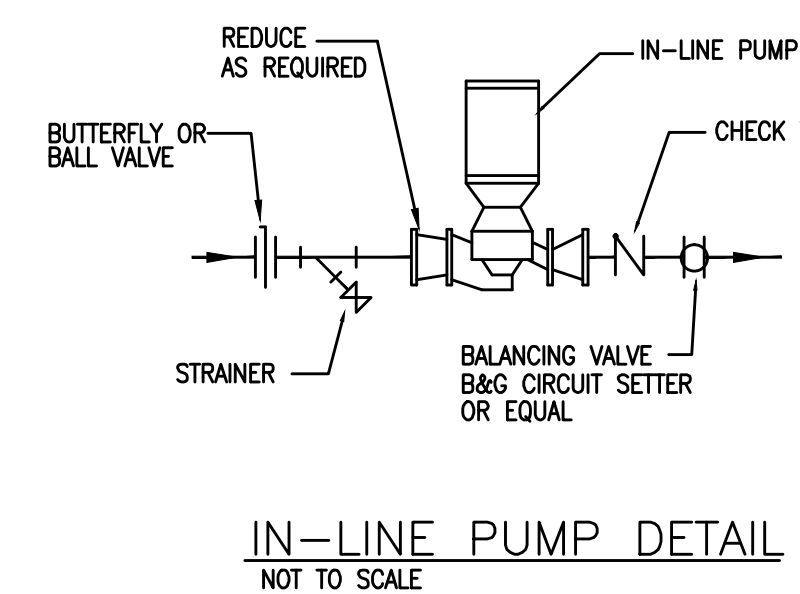 REDUCE
AS REQUIRED
IN-LINE PUMP
BUTTERFLY OR
BALL VALVE
CHECK
STRAINER
BALANCING VALVE
B&G CIRCUIT SETTER
OR EQUAL
IN-LINE PUMP DETAIL
NOT TO SCALE